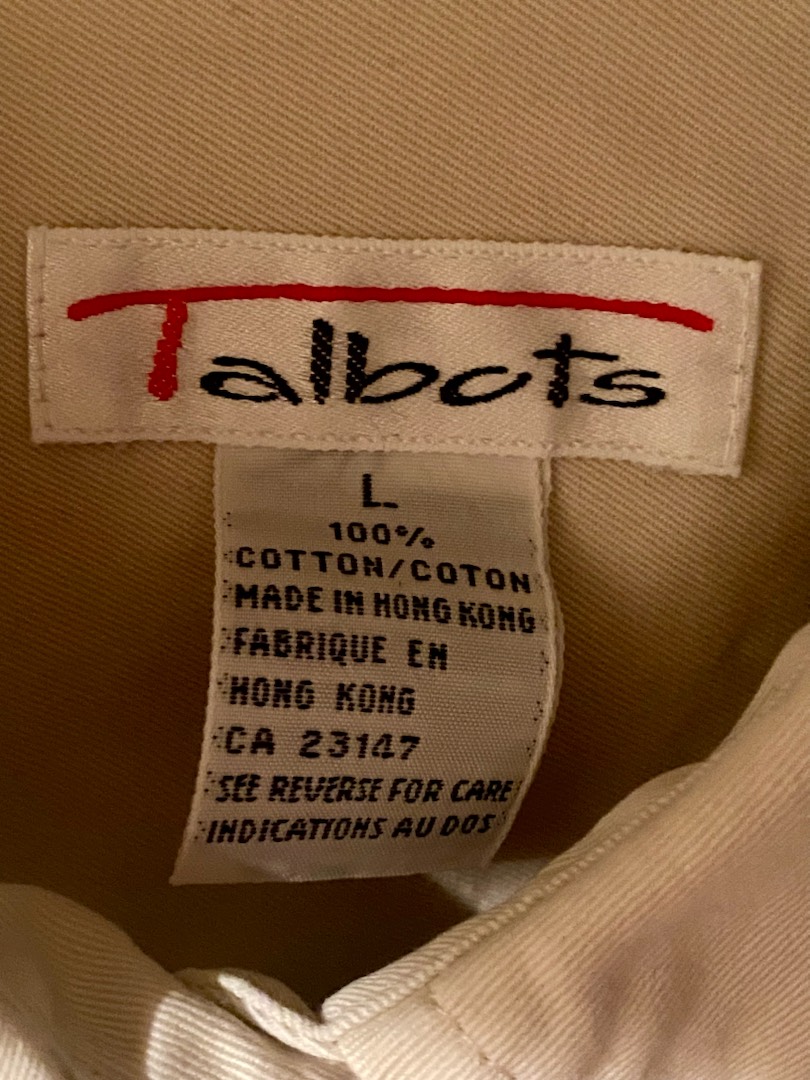 Talbots
L
100%
COTTON/COTON
MADE IN HONG KONG
FABRIQUE EN
HONG KONG
CA 23147
SEE REVERSE FOR CARE
INDICATIONS AU DOS